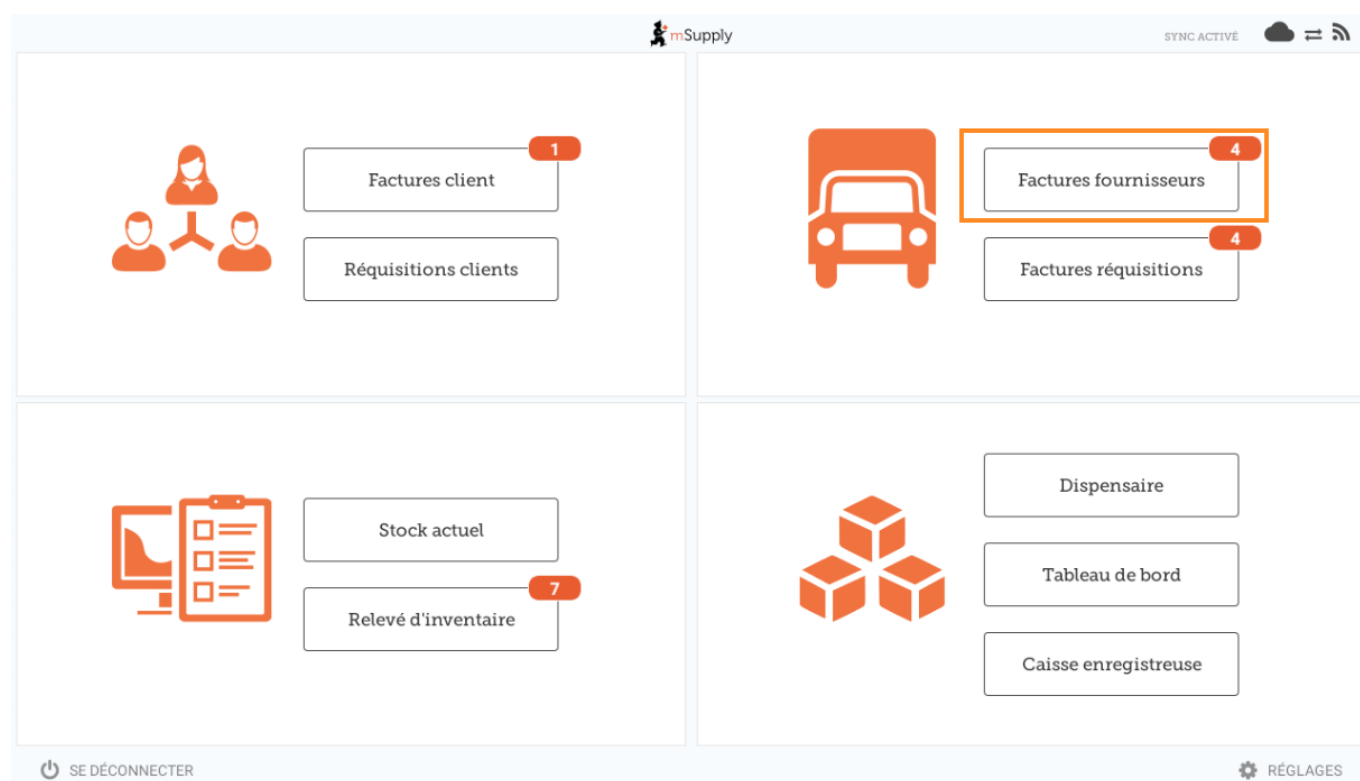 mSupply
SYNC ACTIVÉ
1
Factures client
Réquisitions clients
4
Factures fournisseurs
4
Factures réquisitions
Stock actuel
7
Relevé d'inventaire
Dispensaire
Tableau de bord
Caisse enregistreuse
SE DÉCONNECTER
RÉGLAGES